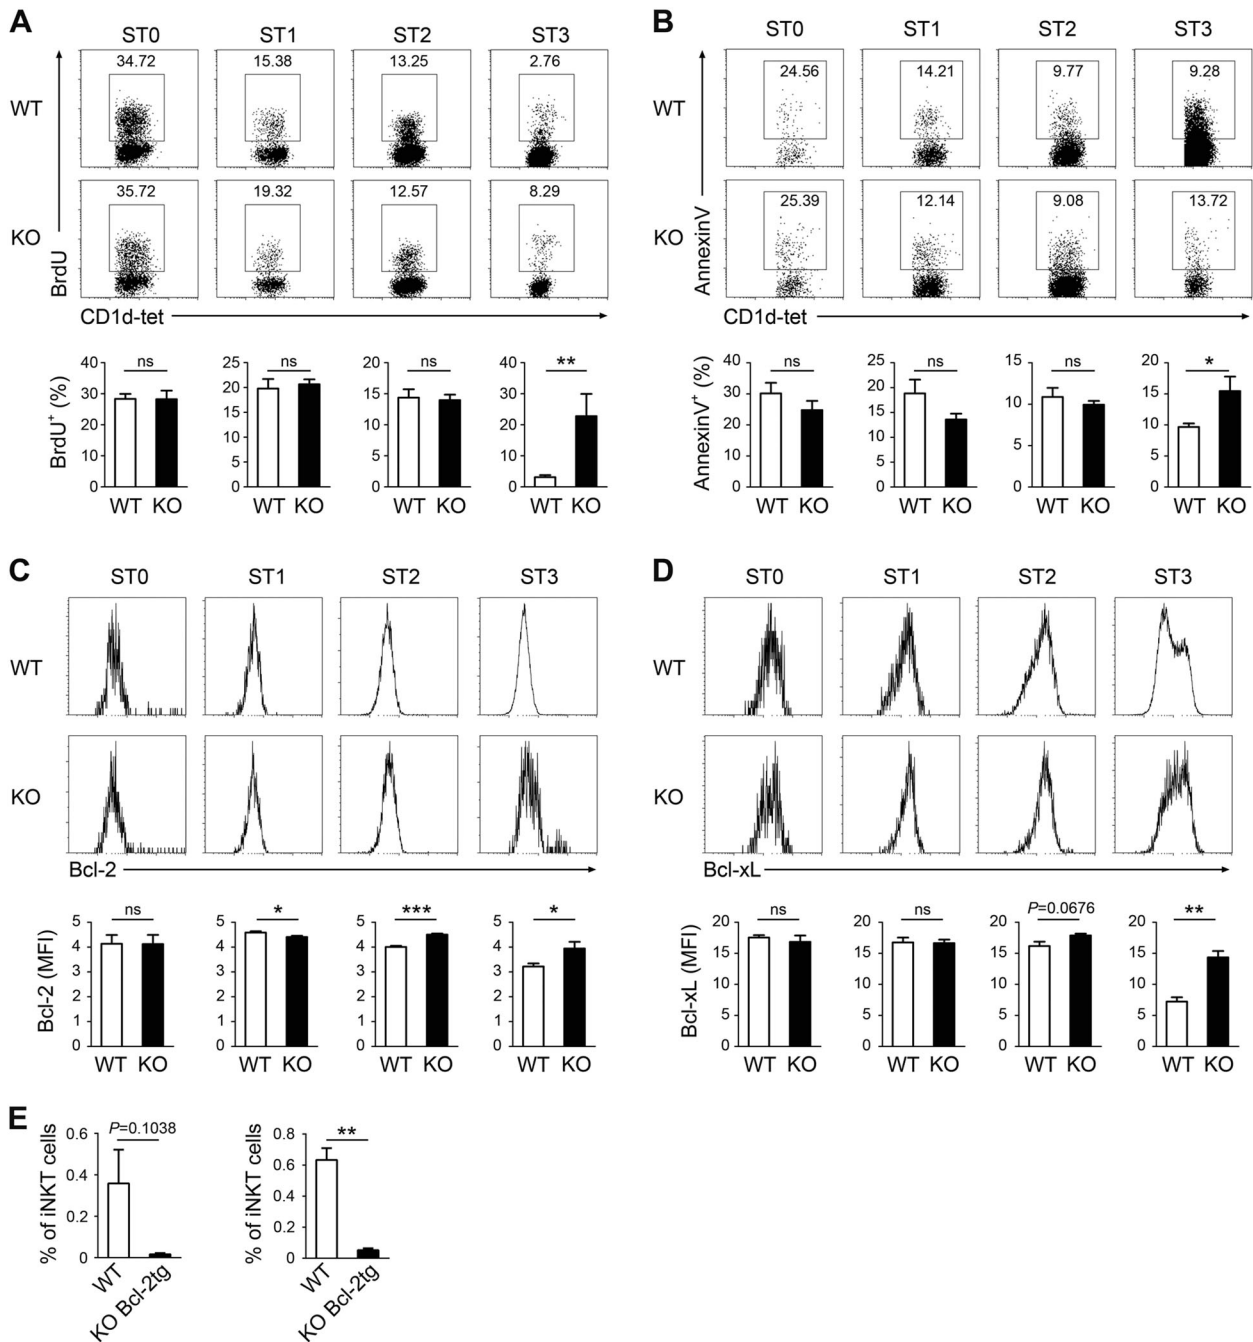 A
ST0 ST1 ST2 ST3
WT
34.72 15.38 13.25 2.76
KO
35.72 19.32 12.57 8.29
BrdU
CD1d-tet
BrdU+ (%)
40 30 20 10 0
ns
WT KO
25 20 15 10 5 0
ns
WT KO
20 15 10 5 0
ns
WT KO
40 30 20 10 0
**
WT KO
B
ST0 ST1 ST2 ST3
WT
24.56 14.21 9.77 9.28
KO
25.39 12.14 9.08 13.72
AnnexinV
CD1d-tet
AnnexinV+ (%)
40 30 20 10 0
ns
WT KO
25 20 15 10 5 0
ns
WT KO
15 10 5 0
ns
WT KO
20 15 10 5 0
*
WT KO
C
ST0 ST1 ST2 ST3
WT
KO
Bcl-2
Bcl-2 (MFI)
5 4 3 2 1 0
ns
WT KO
5 4 3 2 1 0
*
WT KO
5 4 3 2 1 0
***
WT KO
5 4 3 2 1 0
*
WT KO
D
ST0 ST1 ST2 ST3
WT
KO
Bcl-xL
Bcl-xL (MFI)
20 15 10 5 0
ns
WT KO
20 15 10 5 0
ns
WT KO
20 15 10 5 0
P=0.0676
WT KO
20 15 10 5 0
**
WT KO
E
% of iNKT cells
0.6 0.4 0.2 0
P=0.1038
WT
KO Bcl-2tg
% of iNKT cells
0.8 0.6 0.4 0.2 0
**
WT
KO Bcl-2tg